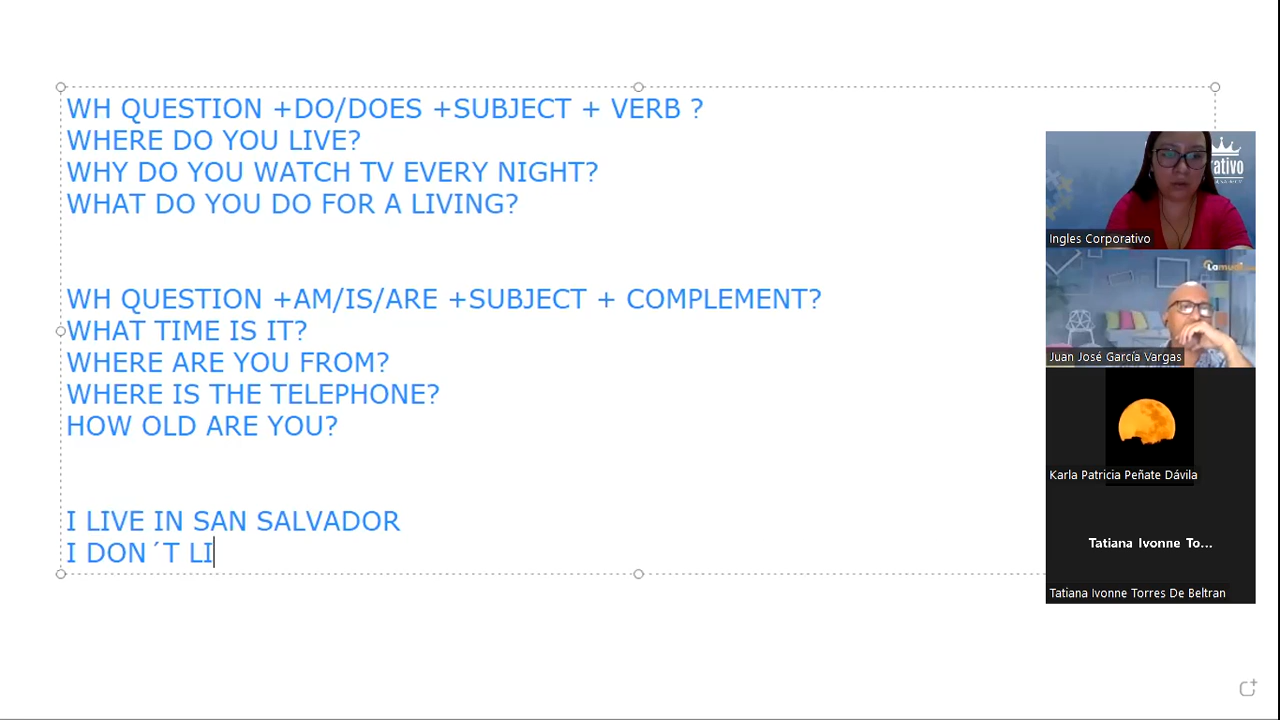 WH QUESTION +DO/DOES +SUBJECT + VERB ?
WHERE DO YOU LIVE?
WHY DO YOU WATCH TV EVERY NIGHT?
WHAT DO YOU DO FOR A LIVING?
WH QUESTION +AM/IS/ARE +SUBJECT + COMPLEMENT?
WHAT TIME IS IT?
WHERE ARE YOU FROM?
WHERE IS THE TELEPHONE?
HOW OLD ARE YOU?
I LIVE IN SAN SALVADOR
I DON´T LI
rativo
Ingles Corporativo
Juan José García Vargas
Karla Patricia Peñate Dávila
Tatiana Ivonne To...
Tatiana Ivonne Torres De Beltran